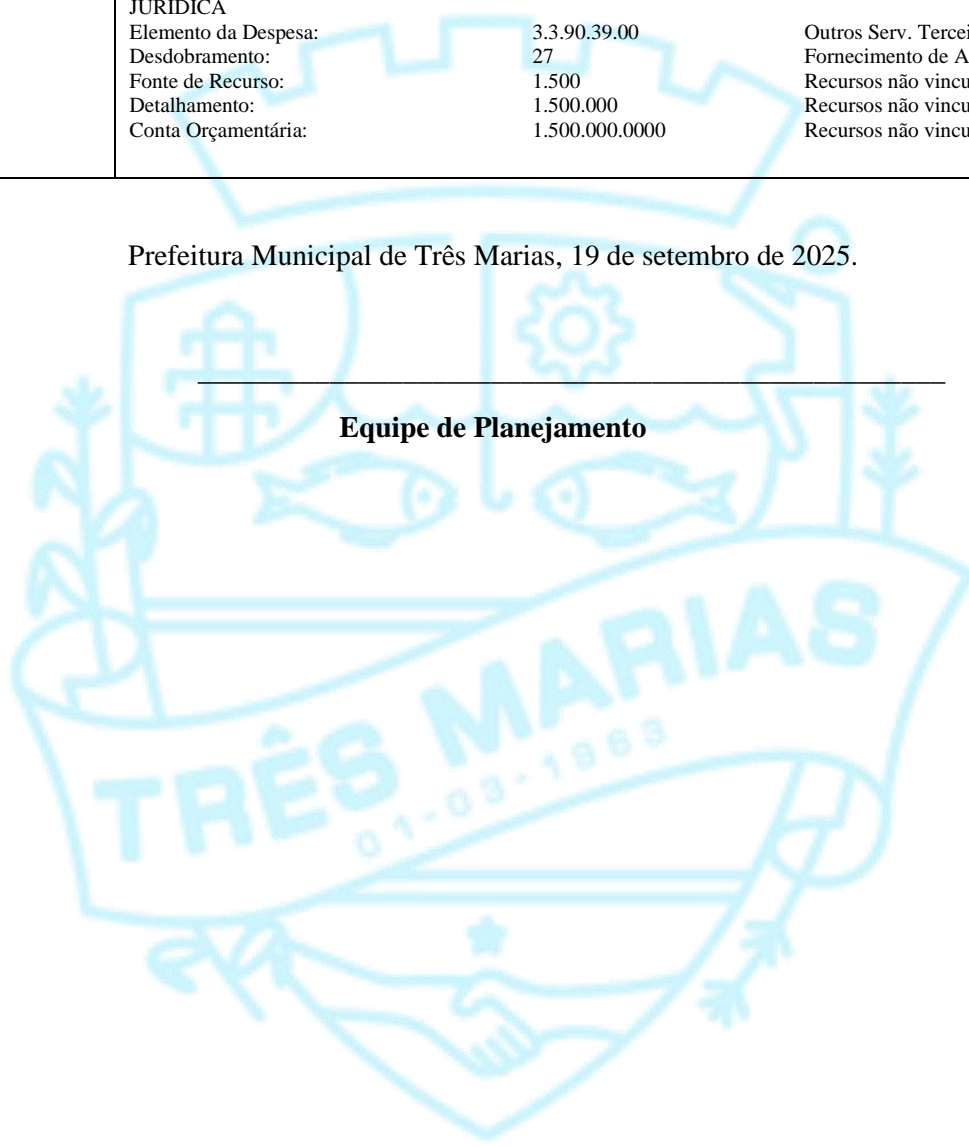 JURIDICA
Elemento da Despesa: 3.3.90.39.00 Outros Serv. Tercei
Desdobramento: 27 Fornecimento de A
Fonte de Recurso: 1.500 Recursos não vincu
Detalhamento: 1.500.000 Recursos não vincu
Conta Orçamentária: 1.500.000.0000 Recursos não vincu
Prefeitura Municipal de Três Marias, 19 de setembro de 2025.
Equipe de Planejamento
TRÊS MARIAS
01-03-1963